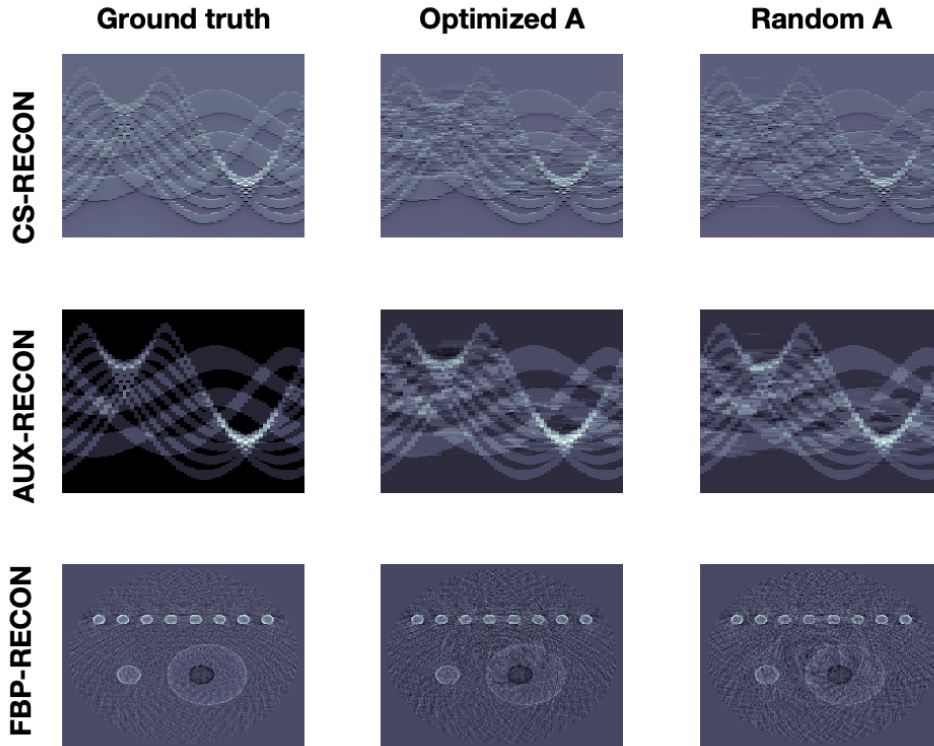 Ground truth
Optimized A
Random A
CS-RECON
AUX-RECON
FBP-RECON